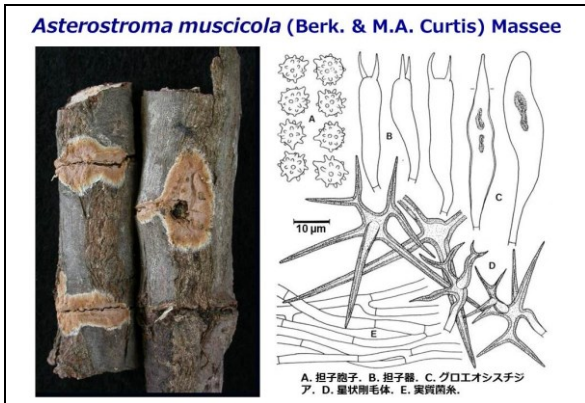 Asterostroma muscicola (Berk. & M.A. Curtis) Massee
A
B
C
10 µm
D
E
A. 担子胞子. B. 担子器. C. グロエオシスチジ
ア. D. 星状剛毛体. E. 実質菌糸.